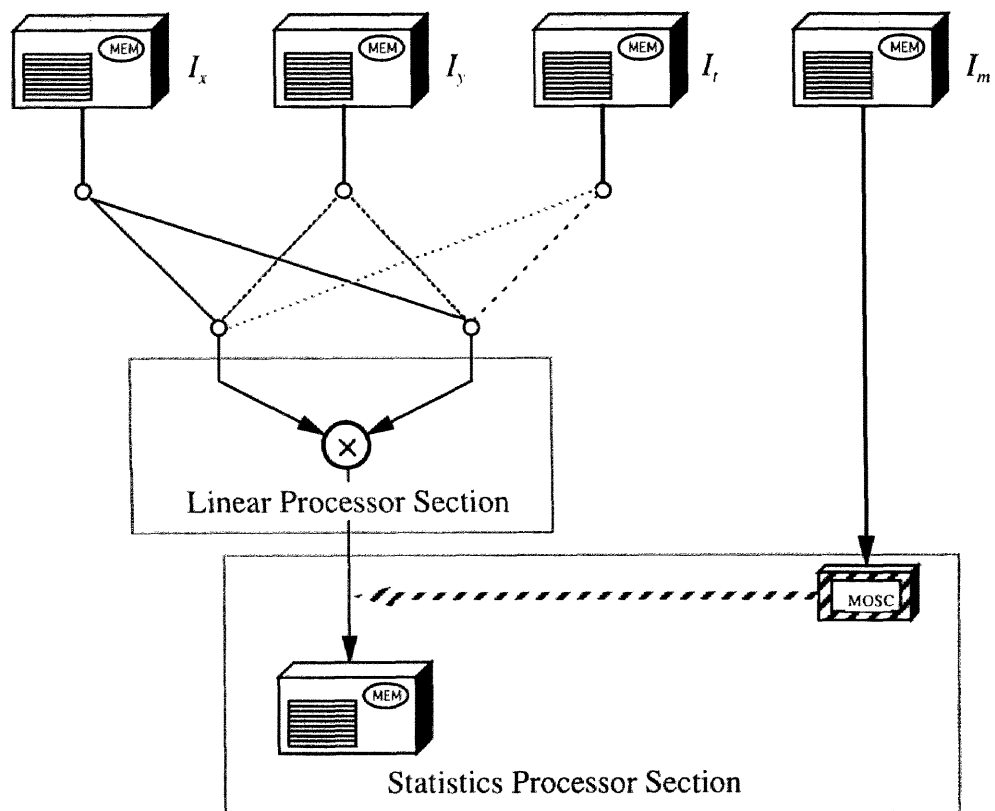 MEM
I_x
MEM
I_y
MEM
I_t
MEM
I_m
×
Linear Processor Section
MOSC
MEM
Statistics Processor Section